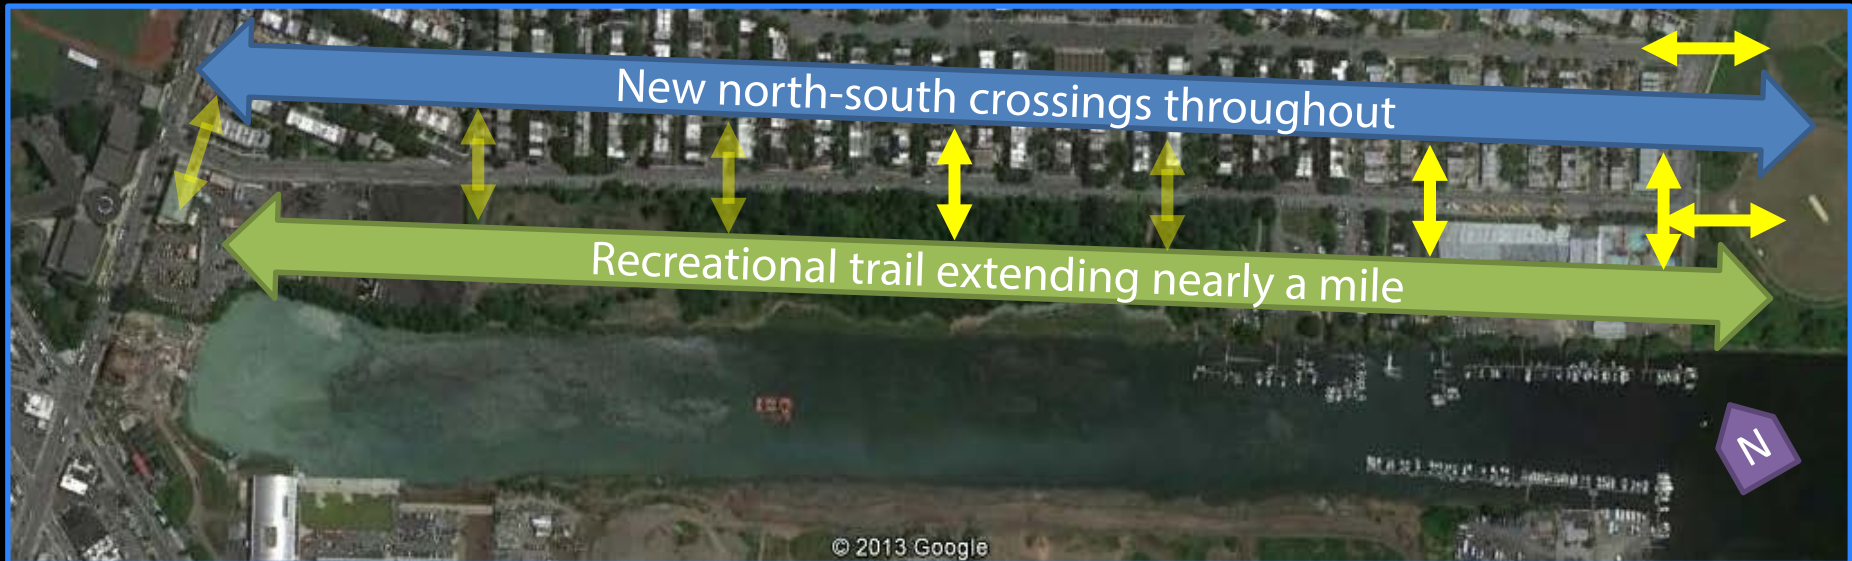 New north-south crossings throughout
Recreational trail extending nearly a mile
N
© 2013 Google